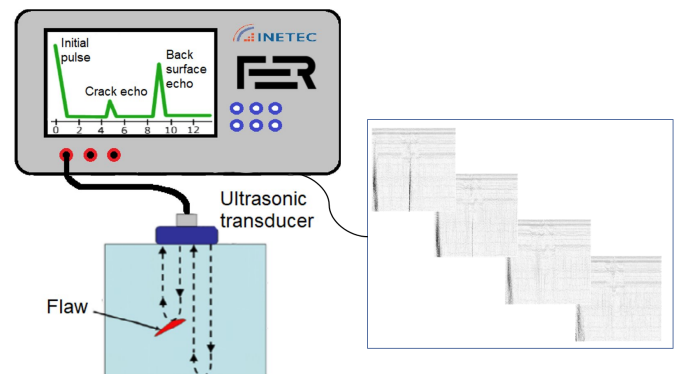 Initial
pulse
Back
surface
echo
Crack echo
0 2 4 6 8 10 12
INETEC
FER
Ultrasonic
transducer
Flaw